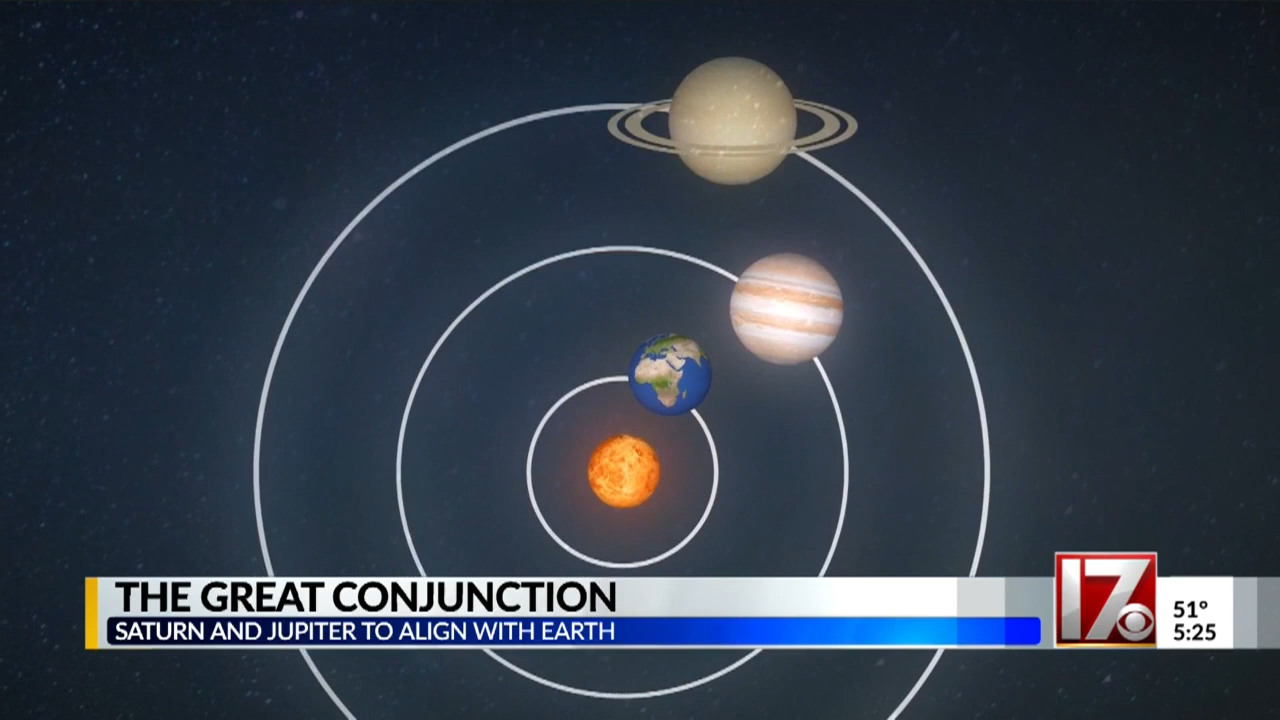 THE GREAT CONJUNCTION
SATURN AND JUPITER TO ALIGN WITH EARTH
17
51°
5:25